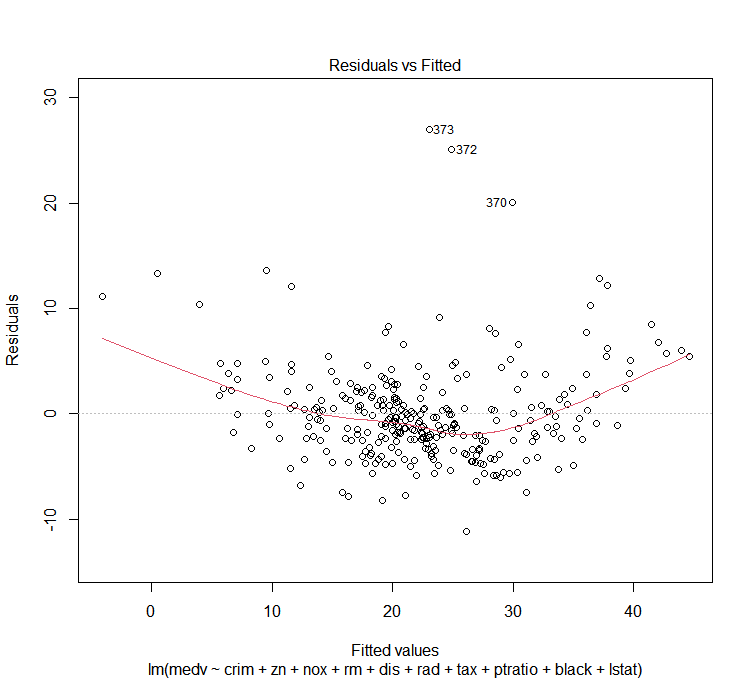 Residuals vs Fitted
30
20
10
0
-10
Residuals
373
372
370
0 10 20 30 40
Fitted values
lm(medv ~ crim + zn + nox + rm + dis + rad + tax + ptratio + black + lstat)